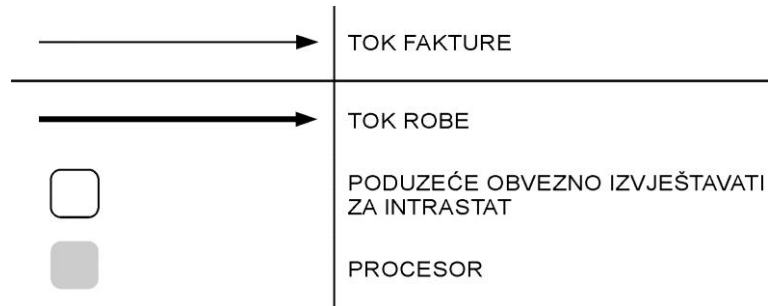 TOK FAKTURE
TOK ROBE
PODUZEĆE OBVEZNO IZVJEŠTAVATI
ZA INTRASTAT
PROCESOR